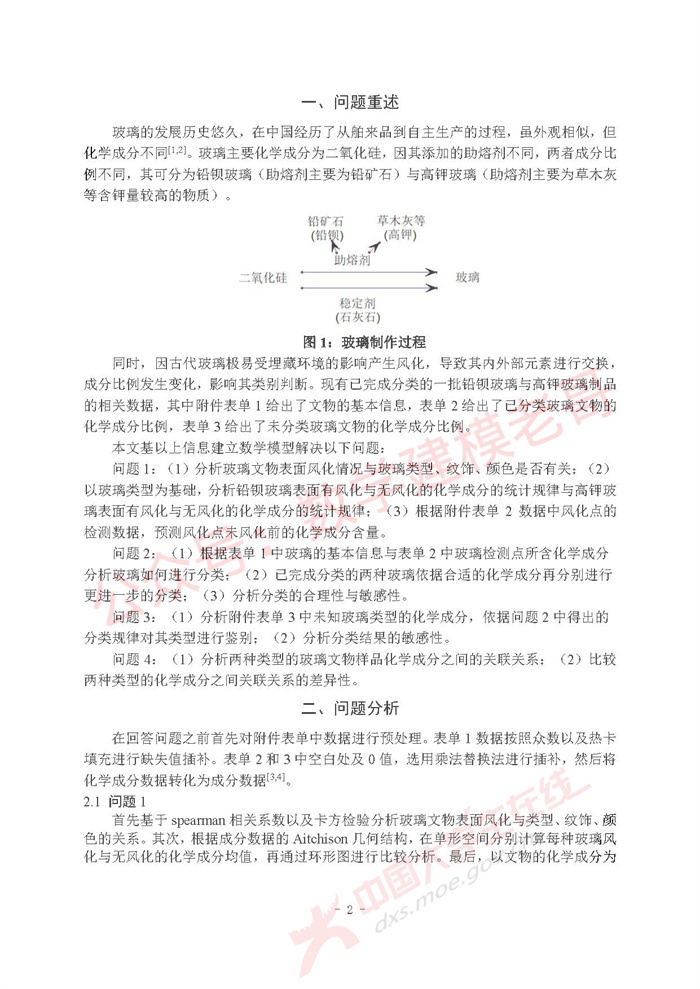 一、问题重述
玻璃的发展历史悠久，在中国经历了从舶来品到自主生产的过程，虽外观相似，但
化学成分不同[1,2]。玻璃主要化学成分为二氧化硅，因其添加的助熔剂不同，两者成分比
例不同，其可分为铅钡玻璃（助熔剂主要为铅矿石）与高钾玻璃（助熔剂主要为草木灰
等含钾量较高的物质）。
铅矿石 草木灰等
(铅钡) (高钾)
助熔剂
二氧化硅 玻璃
稳定剂
(石灰石)
图 1：玻璃制作过程
同时，因古代玻璃极易受埋藏环境的影响产生风化，导致其内外部元素进行交换，
成分比例发生变化，影响其类别判断。现有已完成分类的一批铅钡玻璃与高钾玻璃制品
的相关数据，其中附件表单 1 给出了文物的基本信息，表单 2 给出了已分类玻璃文物的
化学成分比例，表单 3 给出了未分类玻璃文物的化学成分比例。
本文基以上信息建立数学模型解决以下问题：
问题 1：（1）分析玻璃文物表面风化情况与玻璃类型、纹饰、颜色是否有关；（2）
以玻璃类型为基础，分析铅钡玻璃表面有风化与无风化的化学成分的统计规律与高钾玻
璃表面有风化与无风化的化学成分的统计规律；（3）根据附件表单 2 数据中风化点的
检测数据，预测风化点未风化前的化学成分含量。
问题 2：（1）根据表单 1 中玻璃的基本信息与表单 2 中玻璃检测点所含化学成分
分析玻璃如何进行分类；（2）已完成分类的两种玻璃依据合适的化学成分再分别进行
更进一步的分类；（3）分析分类的合理性与敏感性。
问题 3：（1）分析附件表单 3 中未知玻璃类型的化学成分，依据问题 2 中得出的
分类规律对其类型进行鉴别；（2）分析分类结果的敏感性。
问题 4：（1）分析两种类型的玻璃文物样品化学成分之间的关联关系；（2）比较
两种类型的化学成分之间关联关系的差异性。
二、问题分析
在回答问题之前首先对附件表单中数据进行预处理。表单 1 数据按照众数以及热卡
填充进行缺失值插补。表单 2 和 3 中空白处及 0 值，选用乘法替换法进行插补，然后将
化学成分数据转化为成分数据[3,4]。
2.1 问题 1
首先基于 spearman 相关系数以及卡方检验分析玻璃文物表面风化与类型、纹饰、颜
色的关系。其次，根据成分数据的 Aitchison 几何结构，在单形空间分别计算每种玻璃风
化与无风化的化学成分均值，再通过环形图进行比较分析。最后，以文物的化学成分为
- 2 -
公众号：数学建模老哥
中国大学生在线
dxs.moe.gov.cn